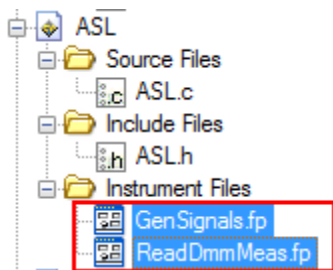 ASL
Source Files
ASL.c
Include Files
ASL.h
Instrument Files
GenSignals.fp
ReadDmmMeas.fp